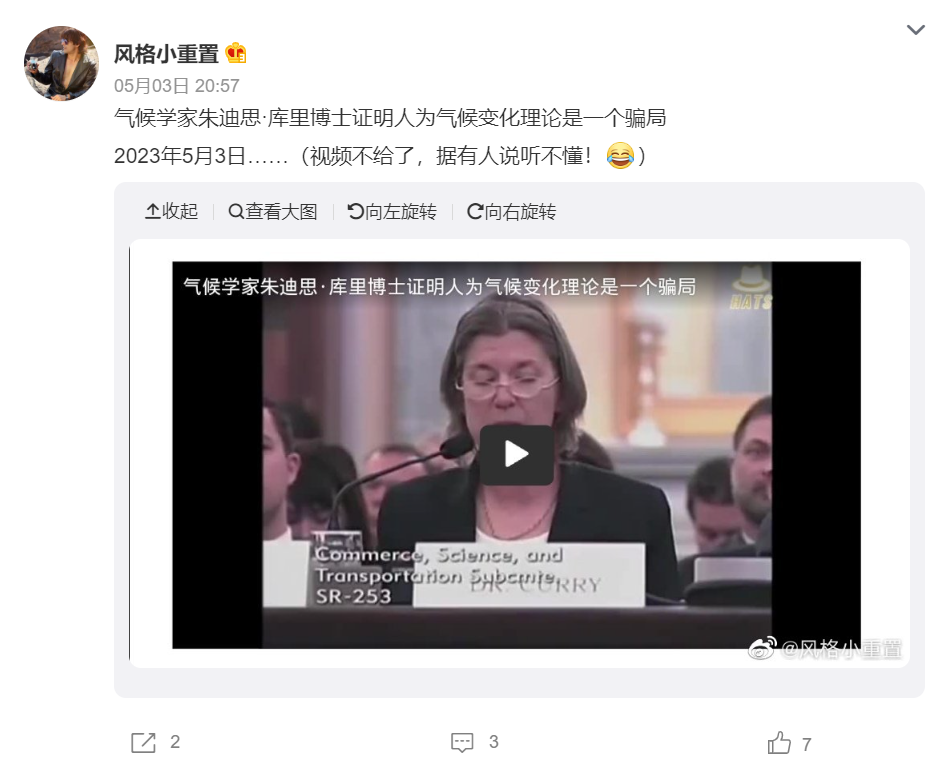 风格小重置
05月03日 20:57
气候学家朱迪思·库里博士证明人为气候变化理论是一个骗局
2023年5月3日……（视频不给了，据有人说听不懂！）
收起 查看大图 向左旋转 向右旋转
气候学家朱迪思·库里博士证明人为气候变化理论是一个骗局
HATS
Commerce, Science, and
Transportation Subcmte.
DR. CURRY
SR-253
@风格小重置
2 3 7